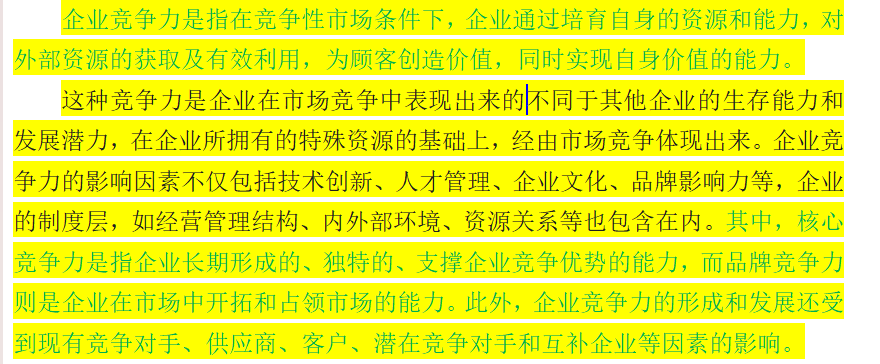 企业竞争力是指在竞争性市场条件下，企业通过培育自身的资源和能力，对
外部资源的获取及有效利用，为顾客创造价值，同时实现自身价值的能力。
这种竞争力是企业在市场竞争中表现出来的不同于其他企业的生存能力和
发展潜力，在企业所拥有的特殊资源的基础上，经由市场竞争体现出来。企业竞
争力的影响因素不仅包括技术创新、人才管理、企业文化、品牌影响力等，企业
的制度层，如经营管理结构、内外部环境、资源关系等也包含在内。其中，核心
竞争力是指企业长期形成的、独特的、支撑企业竞争优势的能力，而品牌竞争力
则是企业在市场中开拓和占领市场的能力。此外，企业竞争力的形成和发展还受
到现有竞争对手、供应商、客户、潜在竞争对手和互补企业等因素的影响。